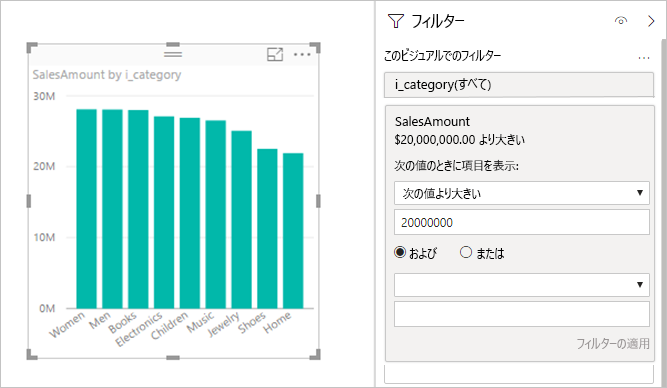 SalesAmount by i_category
30M
20M
10M
0M
Women
Men
Books
Electronics
Children
Music
Jewelry
Shoes
Home
フィルター
このビジュアルでのフィルター
i_category(すべて)
SalesAmount
$20,000,000.00 より大きい
次の値のときに項目を表示:
次の値より大きい
20000000
および または
フィルターの適用